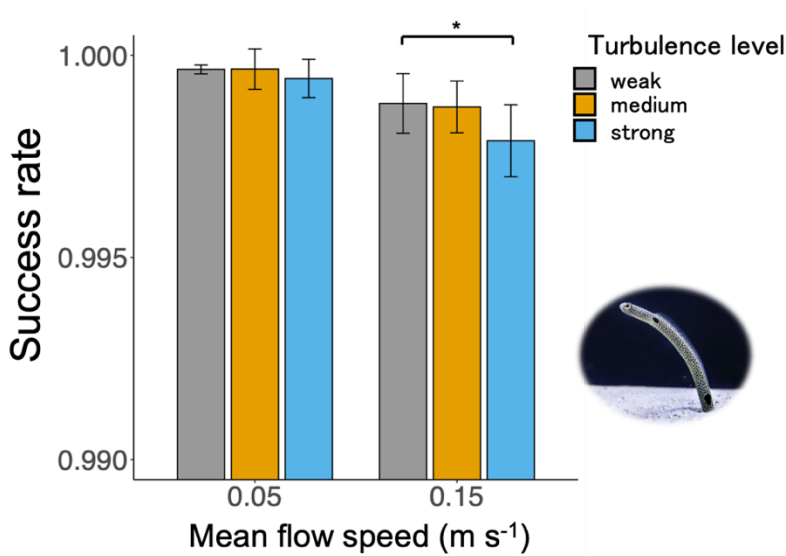 *
Turbulence level
weak
medium
strong
1.000
0.995
0.990
Success rate
0.05 0.15
Mean flow speed (m s⁻¹)